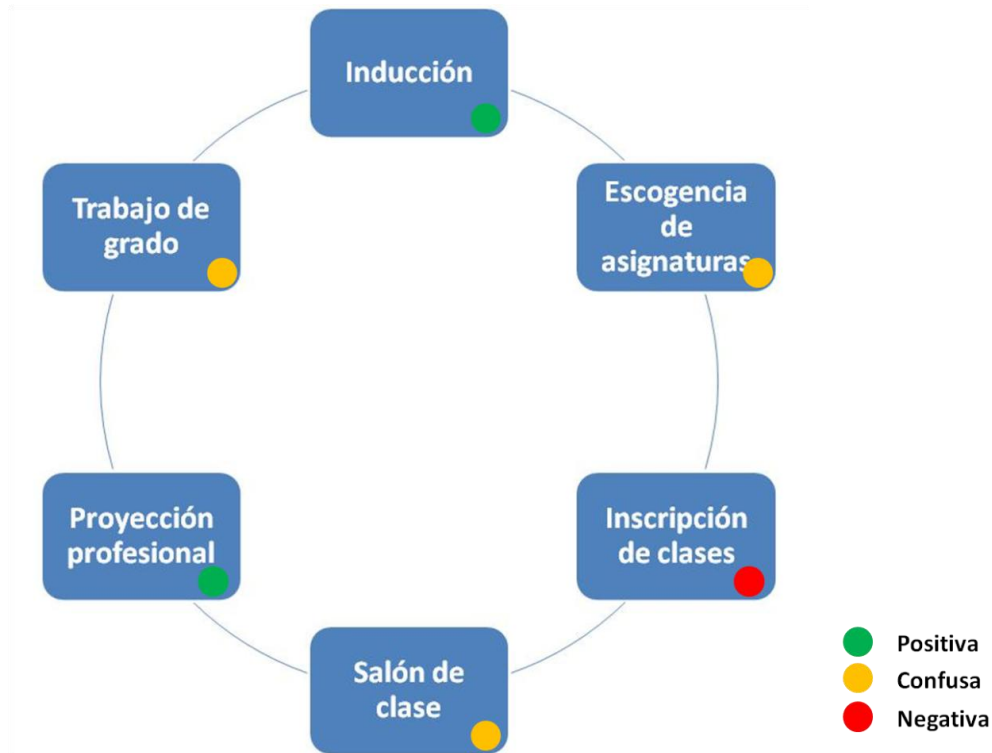 Inducción
Escogencia
de
asignaturas
Inscripción
de clases
Salón de
clase
Proyección
profesional
Trabajo de
grado
Positiva
Confusa
Negativa